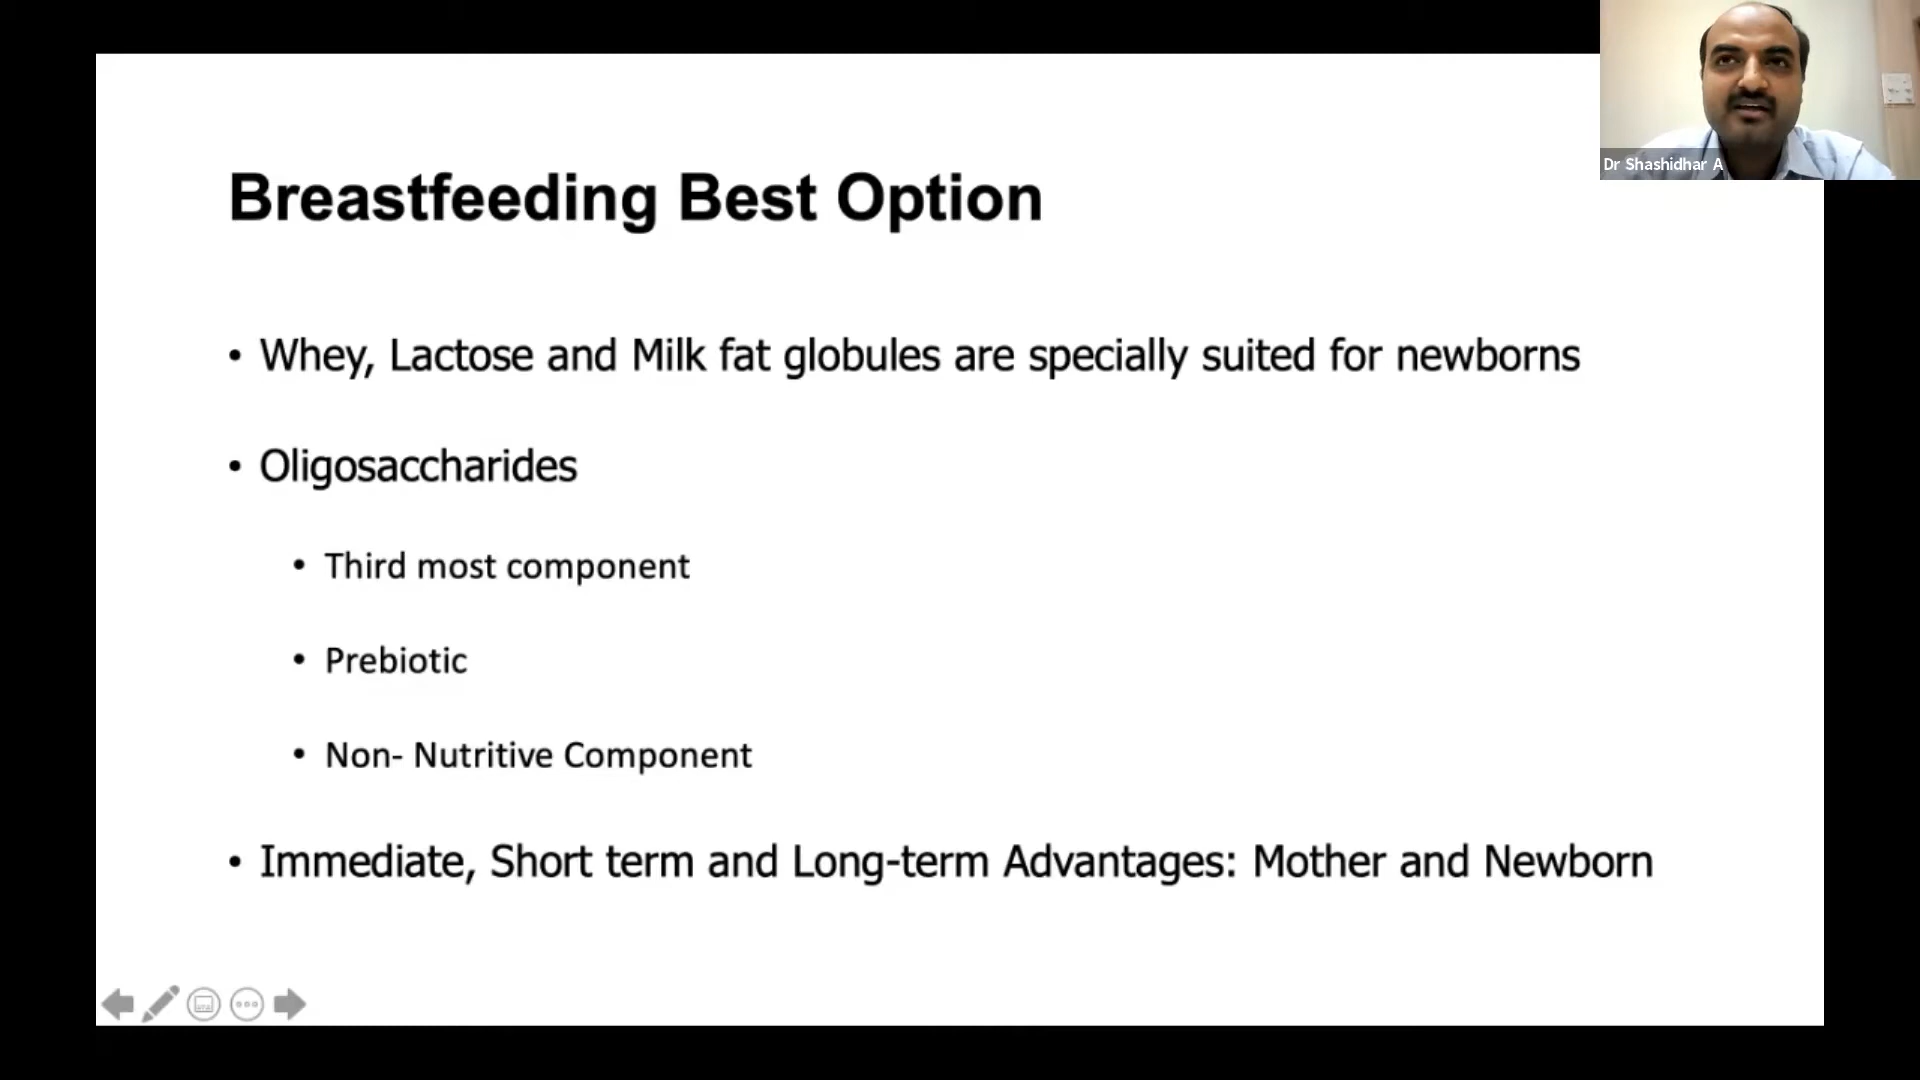 Dr Shashidhar A
Breastfeeding Best Option
• Whey, Lactose and Milk fat globules are specially suited for newborns
• Oligosaccharides
• Third most component
• Prebiotic
• Non- Nutritive Component
• Immediate, Short term and Long-term Advantages: Mother and Newborn